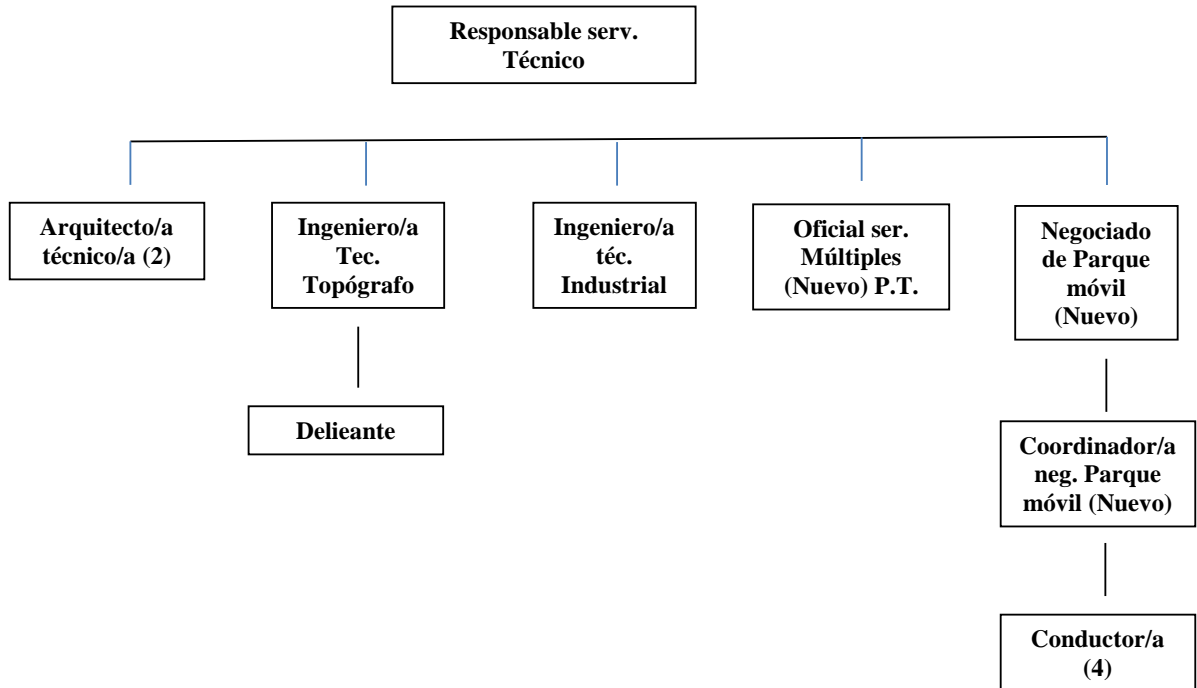 Responsable serv.
Técnico
Arquitecto/a
técnico/a (2)
Ingeniero/a
Tec.
Topógrafo
Ingeniero/a
téc.
Industrial
Oficial ser.
Múltiples
(Nuevo) P.T.
Negociado
de Parque
móvil
(Nuevo)
Delieante
Coordinador/a
neg. Parque
móvil (Nuevo)
Conductor/a
(4)